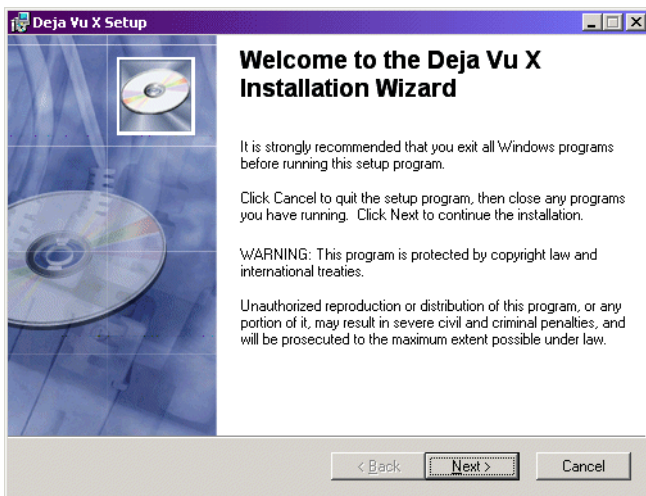 Deja Vu X Setup
Welcome to the Deja Vu X
Installation Wizard
It is strongly recommended that you exit all Windows programs
before running this setup program.
Click Cancel to quit the setup program, then close any programs
you have running.  Click Next to continue the installation.
WARNING: This program is protected by copyright law and
international treaties.
Unauthorized reproduction or distribution of this program, or any
portion of it, may result in severe civil and criminal penalties, and
will be prosecuted to the maximum extent possible under law.
< Back
Next >
Cancel